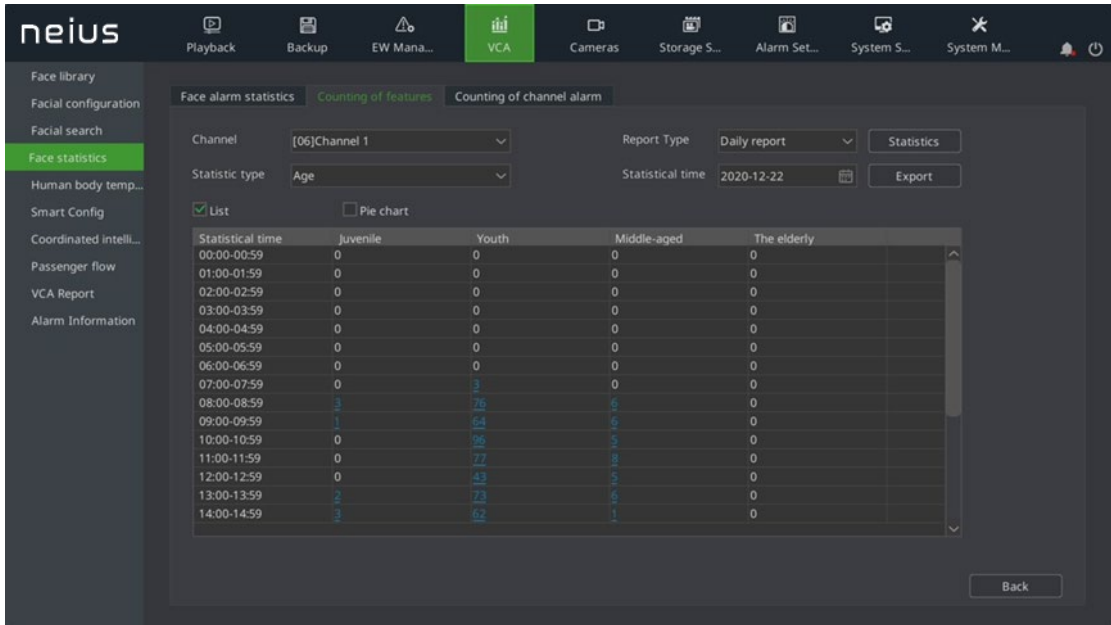 neius
Playback Backup EW Mana... VCA Cameras Storage S... Alarm Set... System S... System M...
Face library
Facial configuration
Facial search
Face statistics
Human body temp...
Smart Config
Coordinated intelli...
Passenger flow
VCA Report
Alarm Information
Face alarm statistics Counting of features Counting of channel alarm
Channel [06]Channel 1 Report Type Daily report Statistics
Statistic type Age Statistical time 2020-12-22 Export
List Pie chart
Statistical time Juvenile Youth Middle-aged The elderly
00:00-00:59 0 0 0 0
01:00-01:59 0 0 0 0
02:00-02:59 0 0 0 0
03:00-03:59 0 0 0 0
04:00-04:59 0 0 0 0
05:00-05:59 0 0 0 0
06:00-06:59 0 0 0 0
07:00-07:59 0 3 0 0
08:00-08:59 3 76 6 0
09:00-09:59 1 64 6 0
10:00-10:59 0 96 5 0
11:00-11:59 0 77 8 0
12:00-12:59 0 43 5 0
13:00-13:59 2 73 6 0
14:00-14:59 3 62 1 0
Back